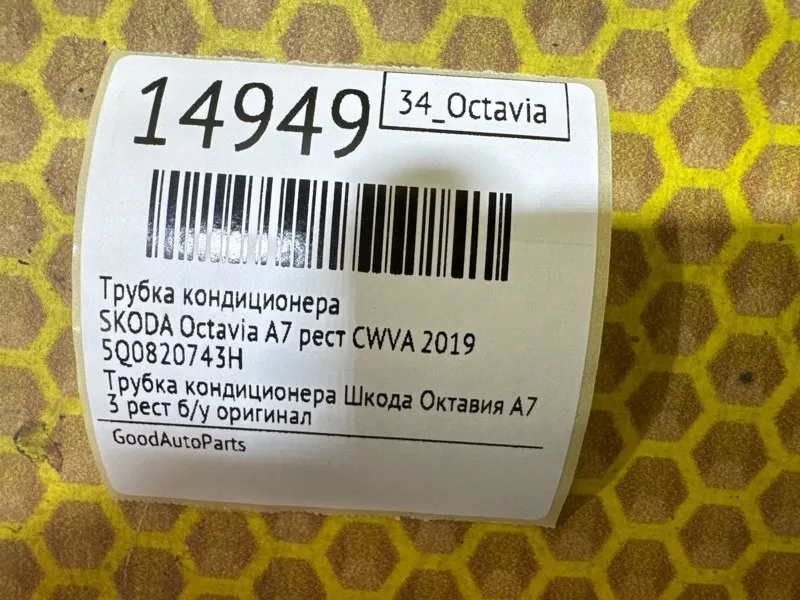 14949
34_Octavia
Трубка кондиционера
SKODA Octavia A7 рест CWVA 2019
5Q0820743H
Трубка кондиционера Шкода Октавия А7
3 рест б/у оригинал
GoodAutoParts